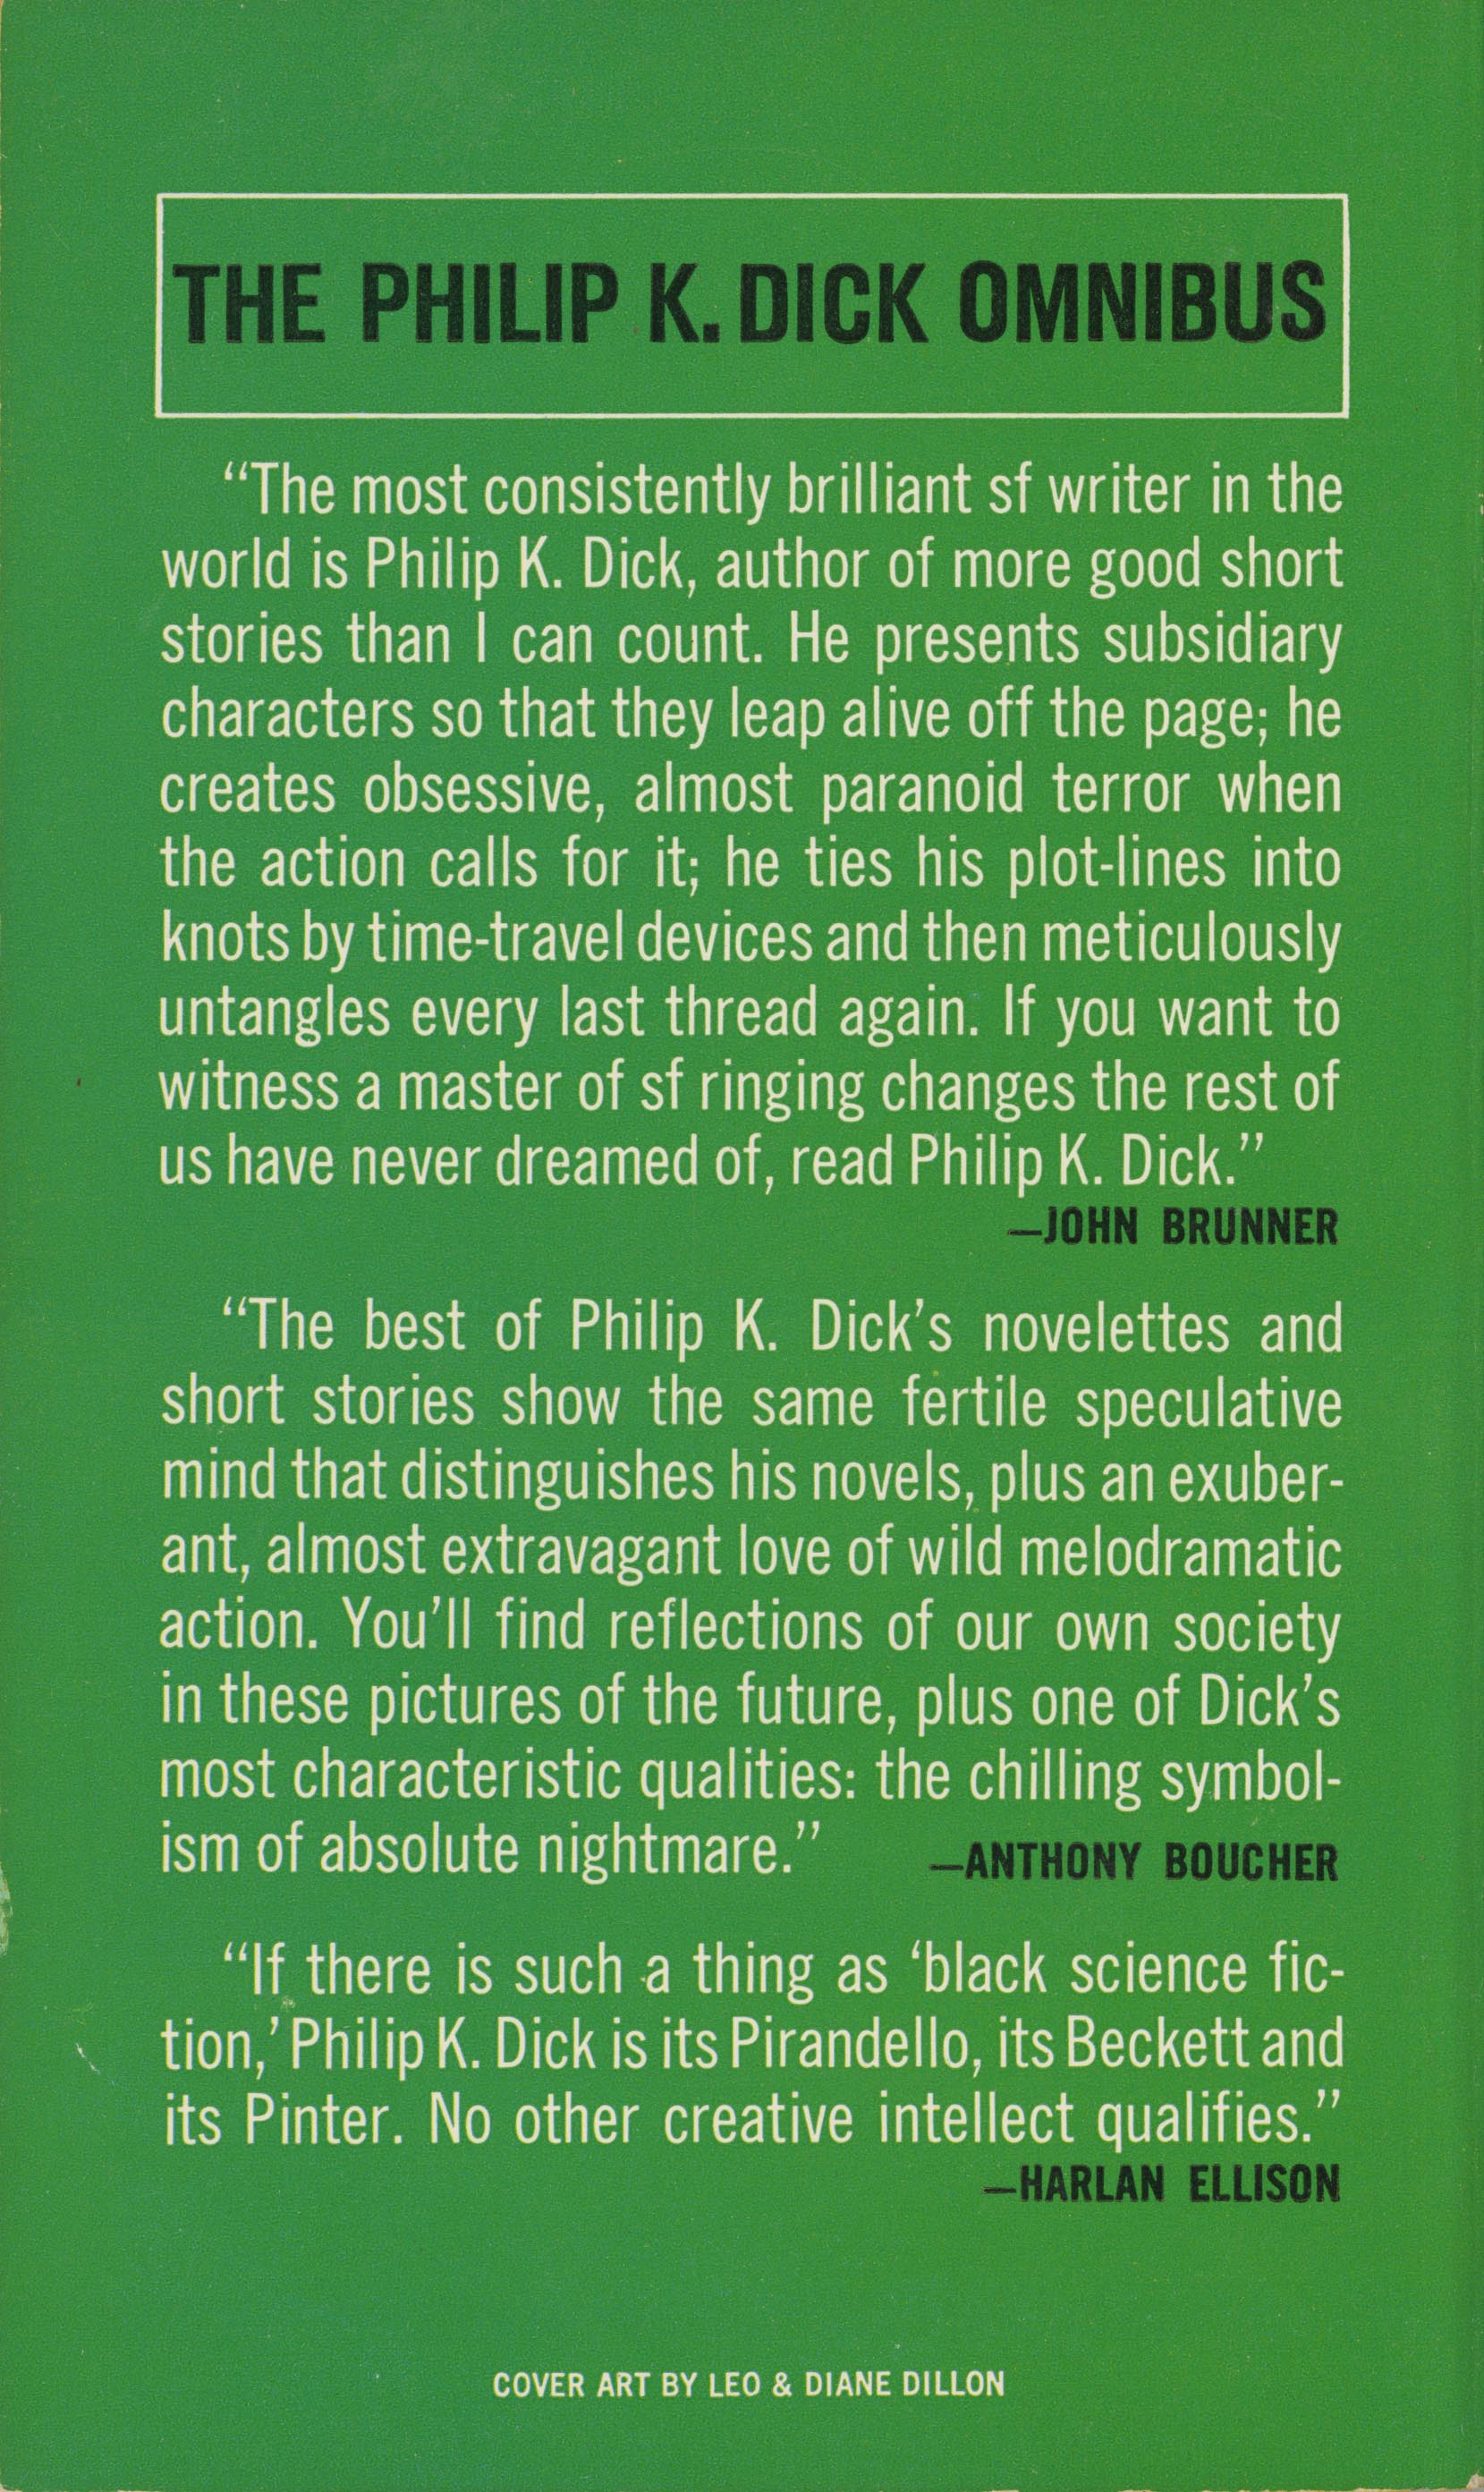 THE PHILIP K. DICK OMNIBUS
“The most consistently brilliant sf writer in the
world is Philip K. Dick, author of more good short
stories than I can count. He presents subsidiary
characters so that they leap alive off the page; he
creates obsessive, almost paranoid terror when
the action calls for it; he ties his plot-lines into
knots by time-travel devices and then meticulously
untangles every last thread again. If you want to
witness a master of sf ringing changes the rest of
us have never dreamed of, read Philip K. Dick.”
—JOHN BRUNNER
“The best of Philip K. Dick’s novelettes and
short stories show the same fertile speculative
mind that distinguishes his novels, plus an exuber-
ant, almost extravagant love of wild melodramatic
action. You’ll find reflections of our own society
in these pictures of the future, plus one of Dick’s
most characteristic qualities: the chilling symbol-
ism of absolute nightmare.” —ANTHONY BOUCHER
“If there is such a thing as ‘black science fic-
tion,’ Philip K. Dick is its Pirandello, its Beckett and
its Pinter. No other creative intellect qualifies.”
—HARLAN ELLISON
COVER ART BY LEO & DIANE DILLON